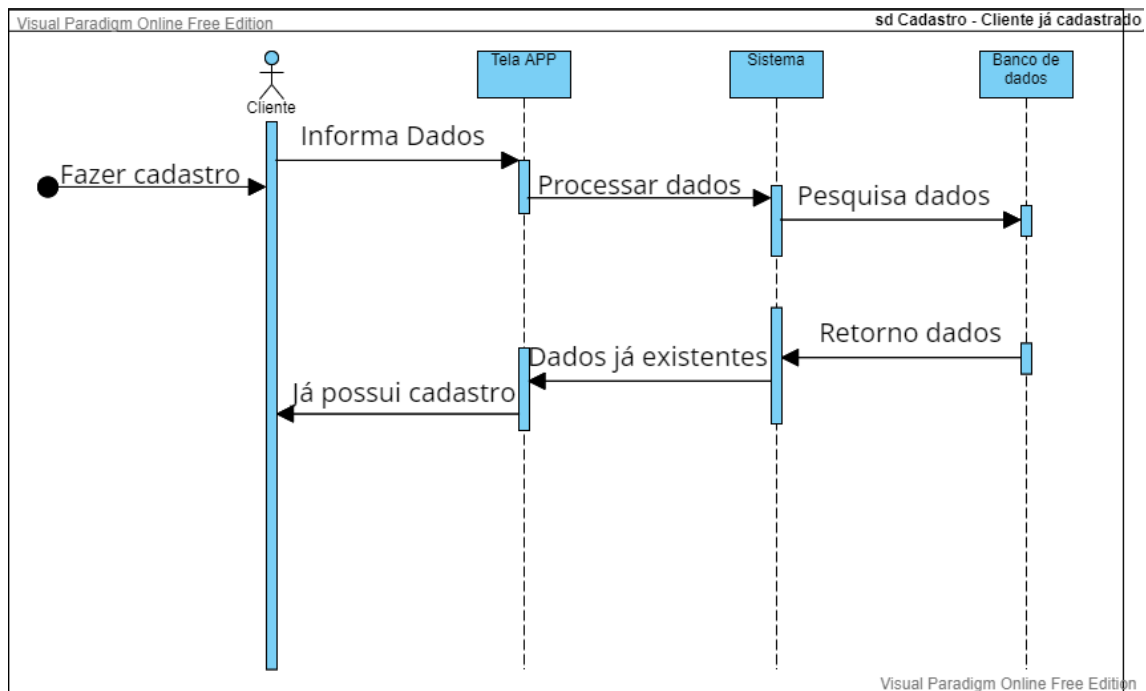 Visual Paradigm Online Free Edition
sd Cadastro - Cliente já cadastrado
Cliente
Tela APP
Sistema
Banco de
dados
Informa Dados
Fazer cadastro
Processar dados
Pesquisa dados
Retorno dados
Dados já existentes
Já possui cadastro
Visual Paradigm Online Free Edition